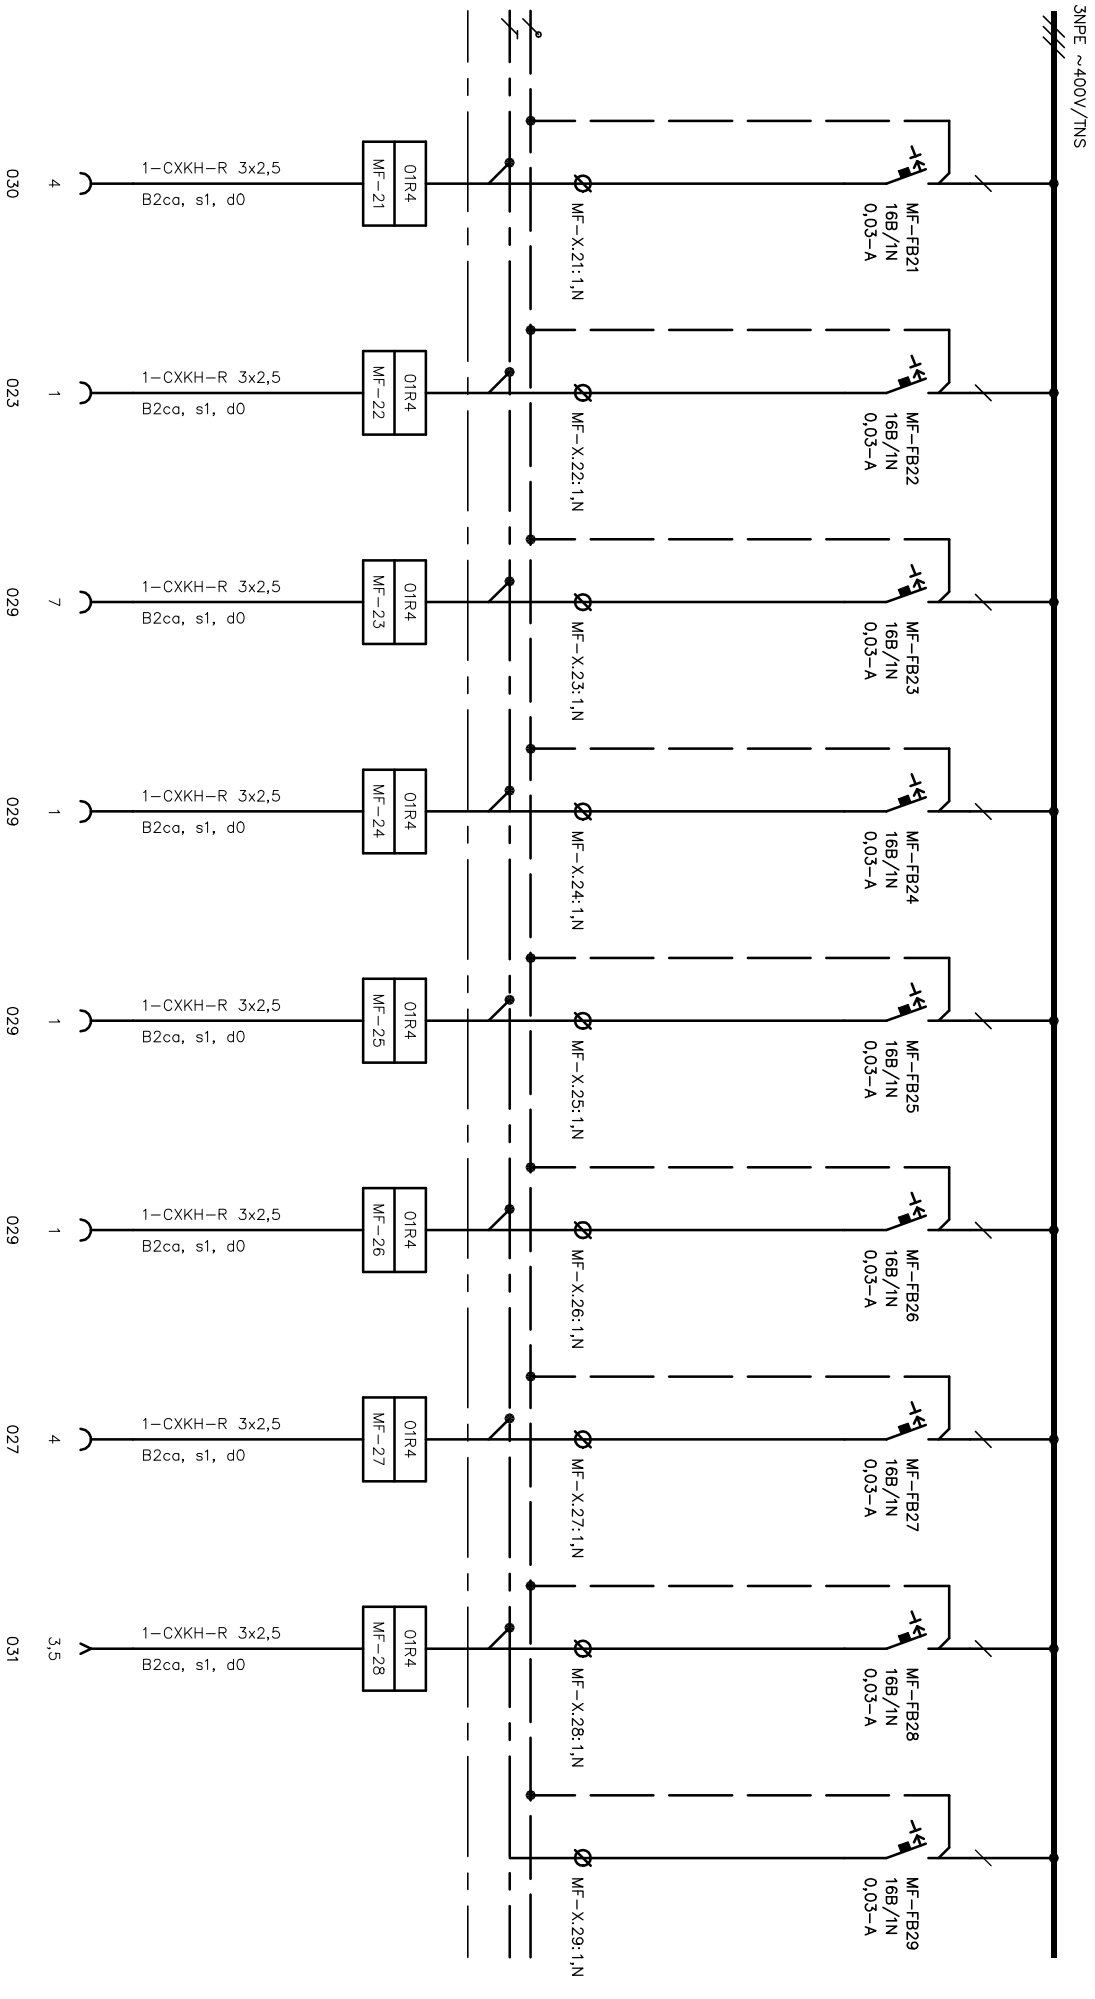 3NPE ~400V/TNS
MF-FB21
16B/1N
0,03-A
MF-X.21:1,N
01R4
MF-21
1-CXKH-R 3x2,5
B2ca, s1, d0
4
030
MF-FB22
16B/1N
0,03-A
MF-X.22:1,N
01R4
MF-22
1-CXKH-R 3x2,5
B2ca, s1, d0
1
023
MF-FB23
16B/1N
0,03-A
MF-X.23:1,N
01R4
MF-23
1-CXKH-R 3x2,5
B2ca, s1, d0
7
029
MF-FB24
16B/1N
0,03-A
MF-X.24:1,N
01R4
MF-24
1-CXKH-R 3x2,5
B2ca, s1, d0
1
029
MF-FB25
16B/1N
0,03-A
MF-X.25:1,N
01R4
MF-25
1-CXKH-R 3x2,5
B2ca, s1, d0
1
029
MF-FB26
16B/1N
0,03-A
MF-X.26:1,N
01R4
MF-26
1-CXKH-R 3x2,5
B2ca, s1, d0
1
029
MF-FB27
16B/1N
0,03-A
MF-X.27:1,N
01R4
MF-27
1-CXKH-R 3x2,5
B2ca, s1, d0
4
027
MF-FB28
16B/1N
0,03-A
MF-X.28:1,N
01R4
MF-28
1-CXKH-R 3x2,5
B2ca, s1, d0
3,5
031
MF-FB29
16B/1N
0,03-A
MF-X.29:1,N